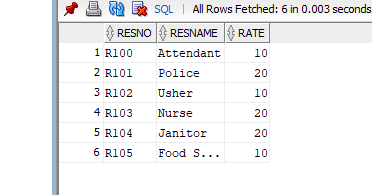 SQL | All Rows Fetched: 6 in 0.003 seconds
RESNO RESNAME RATE
1 R100 Attendant 10
2 R101 Police 20
3 R102 Usher 10
4 R103 Nurse 20
5 R104 Janitor 20
6 R105 Food S... 10